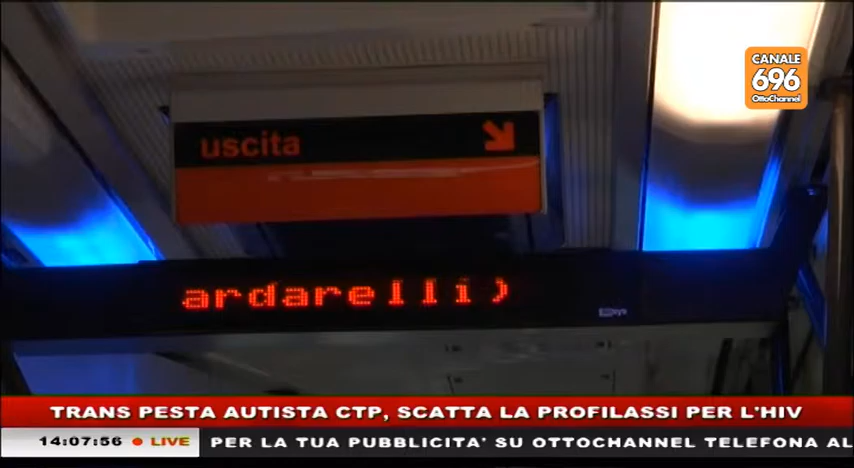 CANALE
696
OttoChannel
uscita
ardarelli)
TRANS PESTA AUTISTA CTP, SCATTA LA PROFILASSI PER L'HIV
14:07:56 LIVE PER LA TUA PUBBLICITA' SU OTTOCHANNEL TELEFONA AL